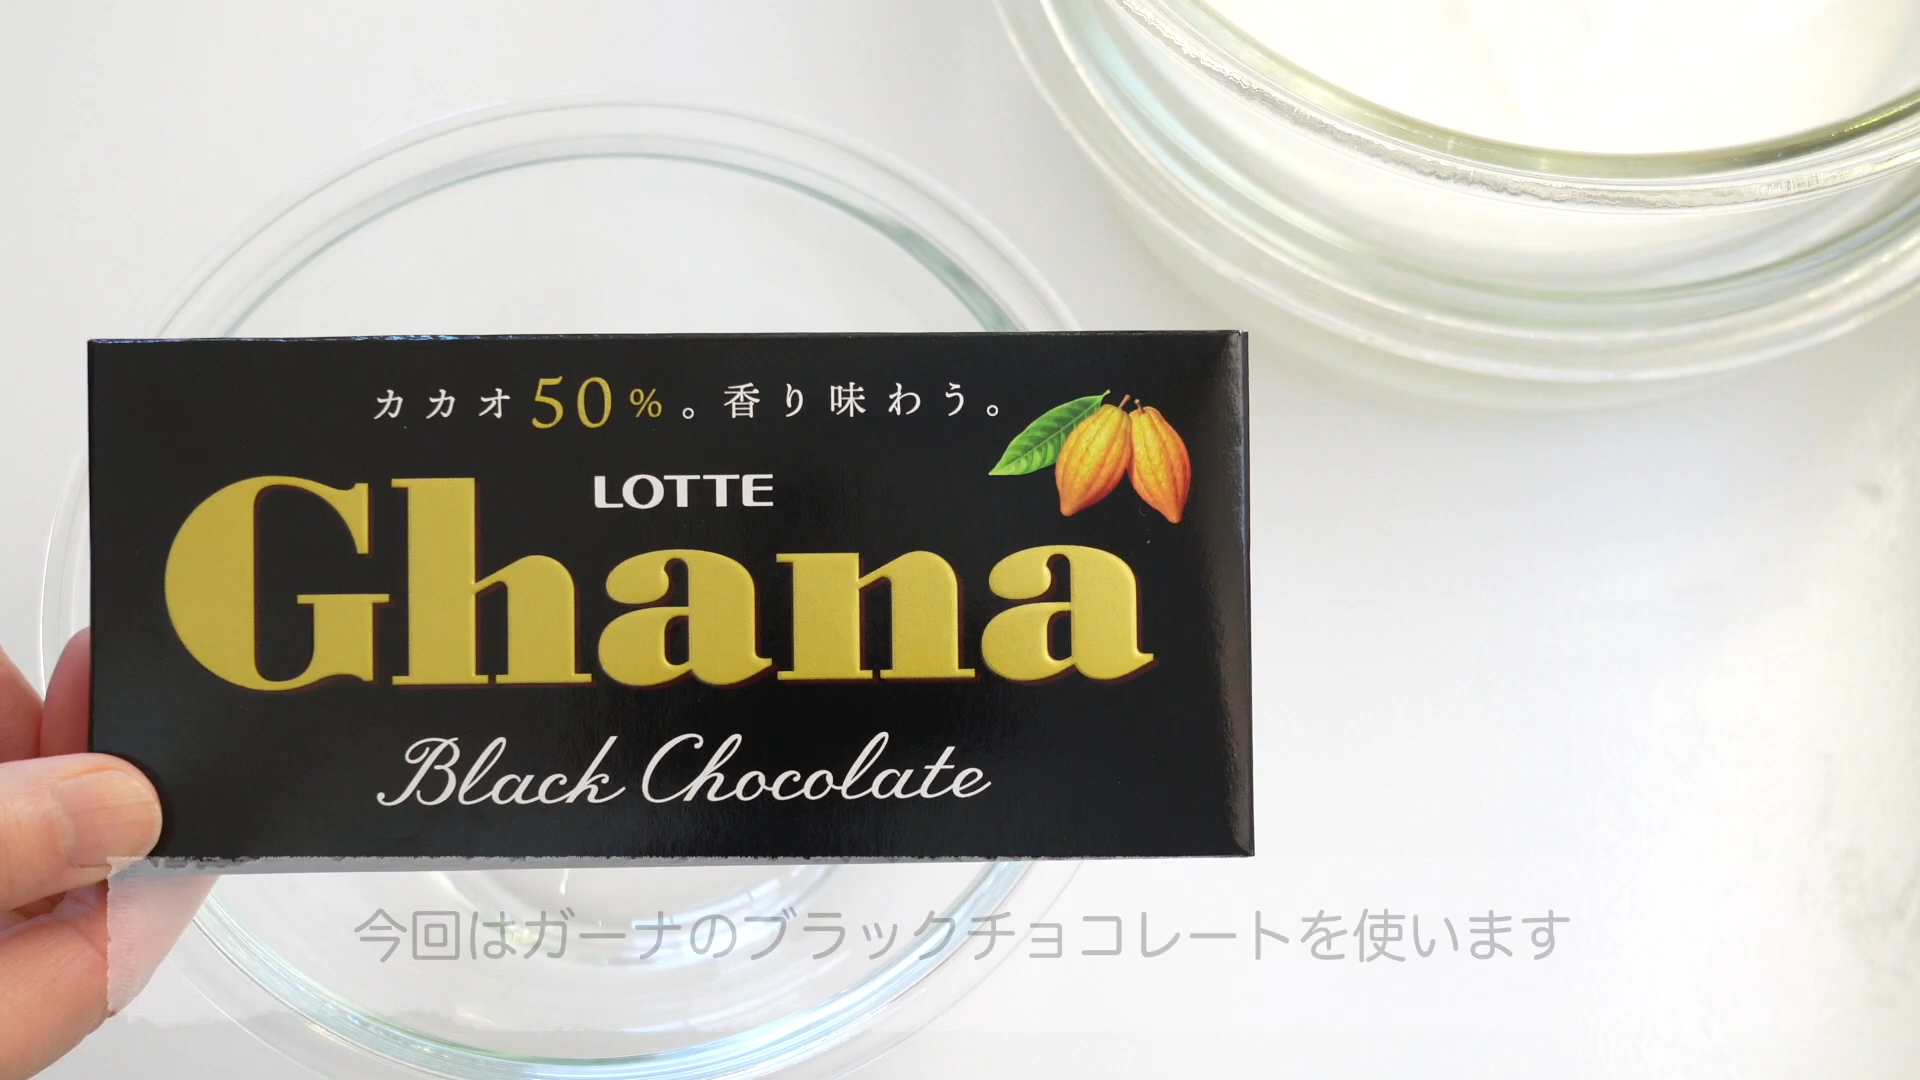 カカオ50%。香り味わう。
LOTTE
Ghana
Black Chocolate
今回はガーナのブラックチョコレートを使います